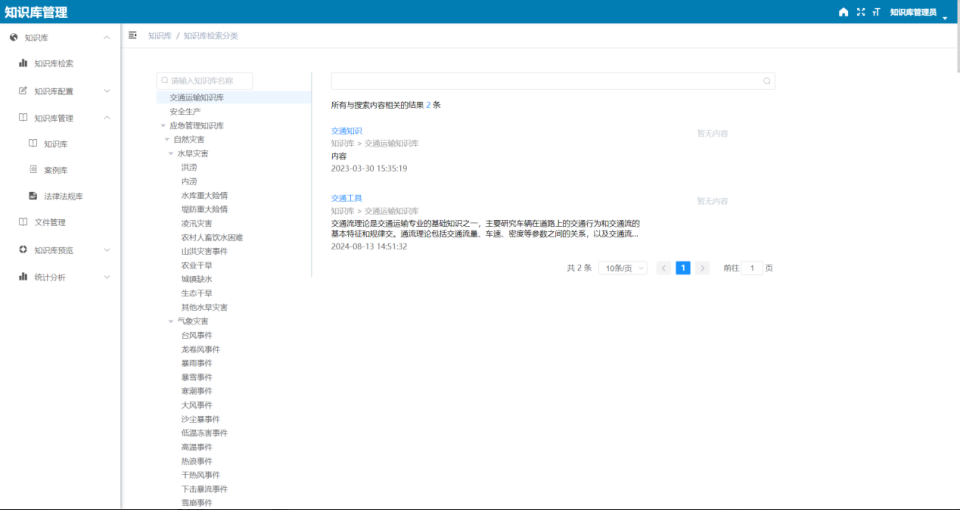 知识库管理
知识库管理员
知识库
知识库检索
知识库配置
知识库管理
知识库
案例库
法律法规库
文件管理
知识库预览
统计分析
知识库 / 知识库检索分类
请输入知识库名称
交通运输知识库
安全生产
应急管理知识库
自然灾害
水旱灾害
洪涝
内涝
水库重大险情
堤防重大险情
凌汛灾害
农村人畜饮水困难
山洪灾害事件
农业干旱
城镇缺水
生态干旱
其他水旱灾害
气象灾害
台风事件
龙卷风事件
暴雨事件
暴雪事件
寒潮事件
大风事件
沙尘暴事件
低温冻害事件
高温事件
热浪事件
干热风事件
下击暴流事件
雪崩事件
所有与搜索内容相关的结果 2 条
交通知识
知识库 > 交通运输知识库
内容
2023-03-30 15:35:19
暂无内容
交通工具
知识库 > 交通运输知识库
交通流理论是交通运输专业的基础知识之一，主要研究车辆在道路上的交通行为和交通流的
基本特征和规律交。通流理论包括交通流量、车速、密度等参数之间的关系，以及交通流...
2024-08-13 14:51:32
暂无内容
共 2 条 10条/页 1 前往 1 页